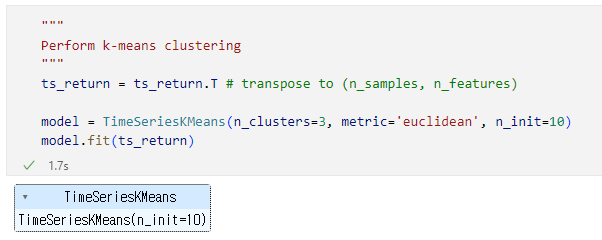 """
Perform k-means clustering
"""
ts_return = ts_return.T # transpose to (n_samples, n_features)
model = TimeSeriesKMeans(n_clusters=3, metric='euclidean', n_init=10)
model.fit(ts_return)
✓ 1.7s
▾ TimeSeriesKMeans
TimeSeriesKMeans(n_init=10)